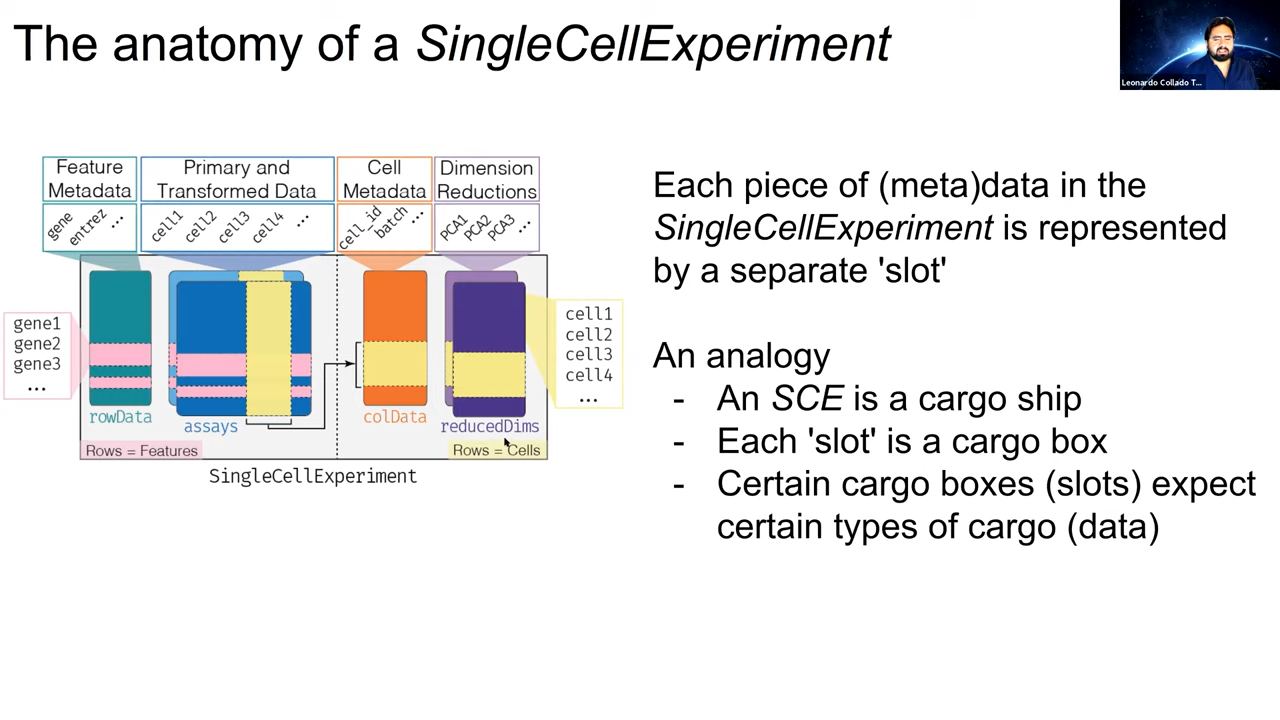 The anatomy of a SingleCellExperiment
Leonardo Collado T...
Feature
Metadata
Primary and
Transformed Data
Cell
Metadata
Dimension
Reductions
gene
entrez
...
cell1
cell2
cell3
cell4
...
cell_id
batch
...
PCA1
PCA2
PCA3
...
gene1
gene2
gene3
...
cell1
cell2
cell3
cell4
...
rowData
assays
colData
reducedDims
Rows = Features
Rows = Cells
SingleCellExperiment
Each piece of (meta)data in the
SingleCellExperiment is represented
by a separate 'slot'
An analogy
- An SCE is a cargo ship
- Each 'slot' is a cargo box
- Certain cargo boxes (slots) expect
certain types of cargo (data)